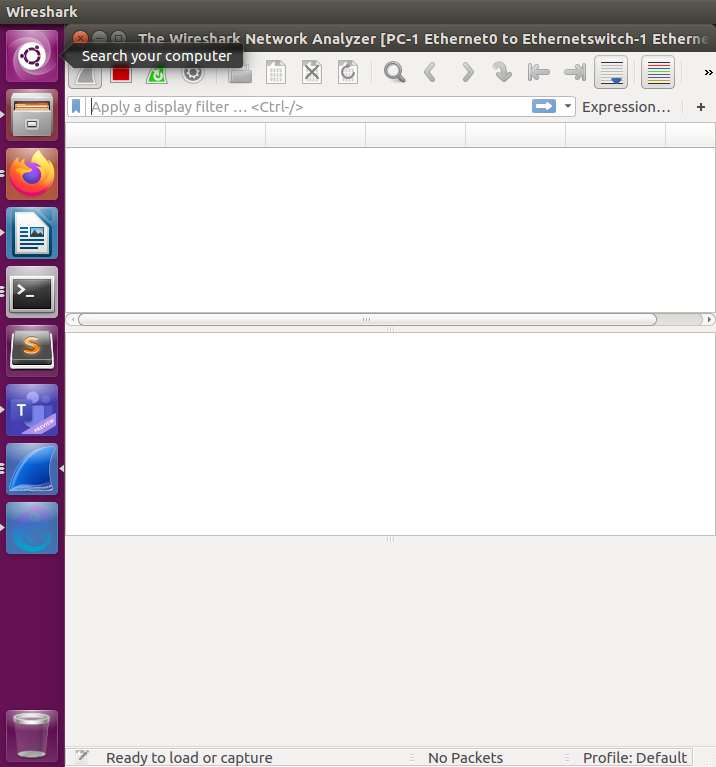 Wireshark
The Wireshark Network Analyzer [PC-1 Ethernet0 to Ethernetswitch-1 Etherne
Search your computer
»
Apply a display filter … <Ctrl-/>
Expression…
+
>_
S
T
PREVIEW
Ready to load or capture
No Packets
Profile: Default